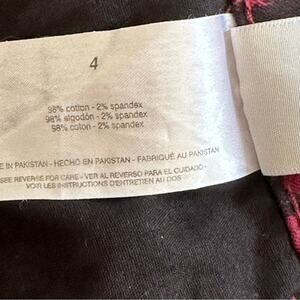 4
98% cotton - 2% spandex
98% algodón - 2% spandex
98% coton - 2% spandex
E IN PAKISTAN - HECHO EN PAKISTAN - FABRIQUÉ AU PAKISTAN
SEE REVERSE FOR CARE - VER AL REVERSO PARA EL CUIDADO -
VOIR LES INSTRUCTIONS D'ENTRETIEN AU DOS